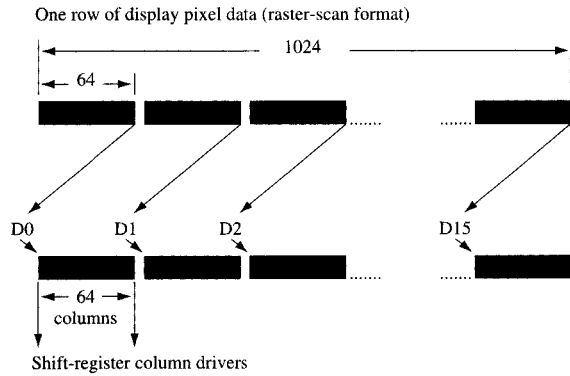 One row of display pixel data (raster-scan format)
1024
64
D0 D1 D2 D15
64
columns
Shift-register column drivers